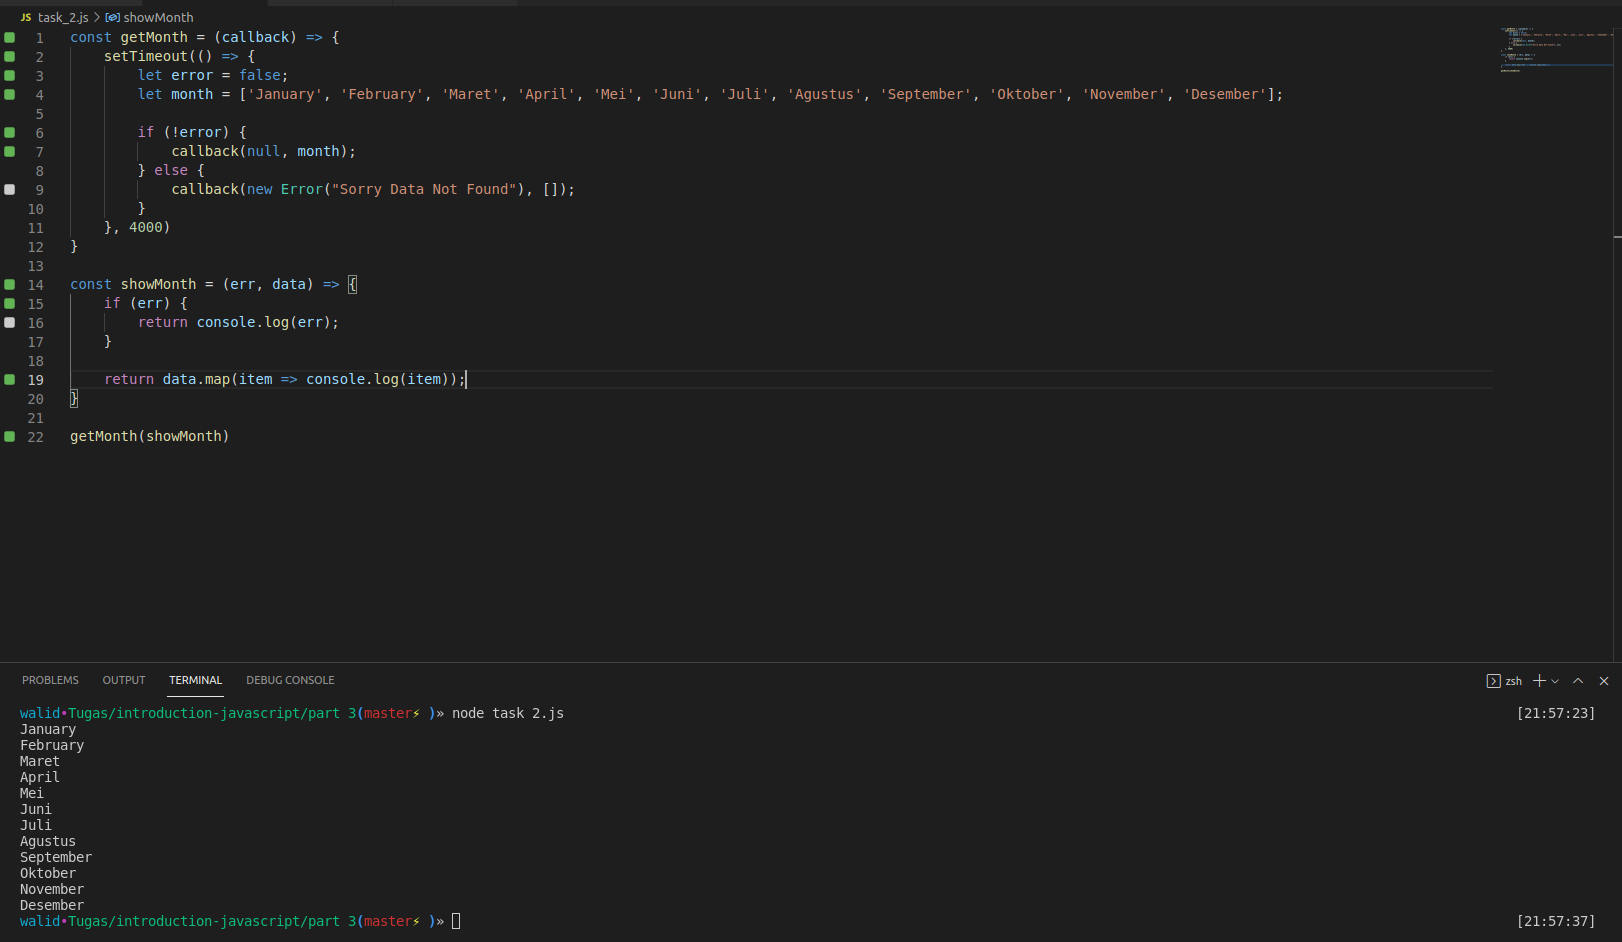 JS task_2.js > showMonth
1 const getMonth = (callback) => {
2 setTimeout(() => {
3 let error = false;
4 let month = ['January', 'February', 'Maret', 'April', 'Mei', 'Juni', 'Juli', 'Agustus', 'September', 'Oktober', 'November', 'Desember'];
5
6 if (!error) {
7 callback(null, month);
8 } else {
9 callback(new Error("Sorry Data Not Found"), []);
10 }
11 }, 4000)
12 }
13
14 const showMonth = (err, data) => {
15 if (err) {
16 return console.log(err);
17 }
18
19 return data.map(item => console.log(item));
20 }
21
22 getMonth(showMonth)
PROBLEMS OUTPUT TERMINAL DEBUG CONSOLE zsh
walid•Tugas/introduction-javascript/part 3(master⚡ )» node task 2.js [21:57:23]
January
February
Maret
April
Mei
Juni
Juli
Agustus
September
Oktober
November
Desember
walid•Tugas/introduction-javascript/part 3(master⚡ )» [21:57:37]